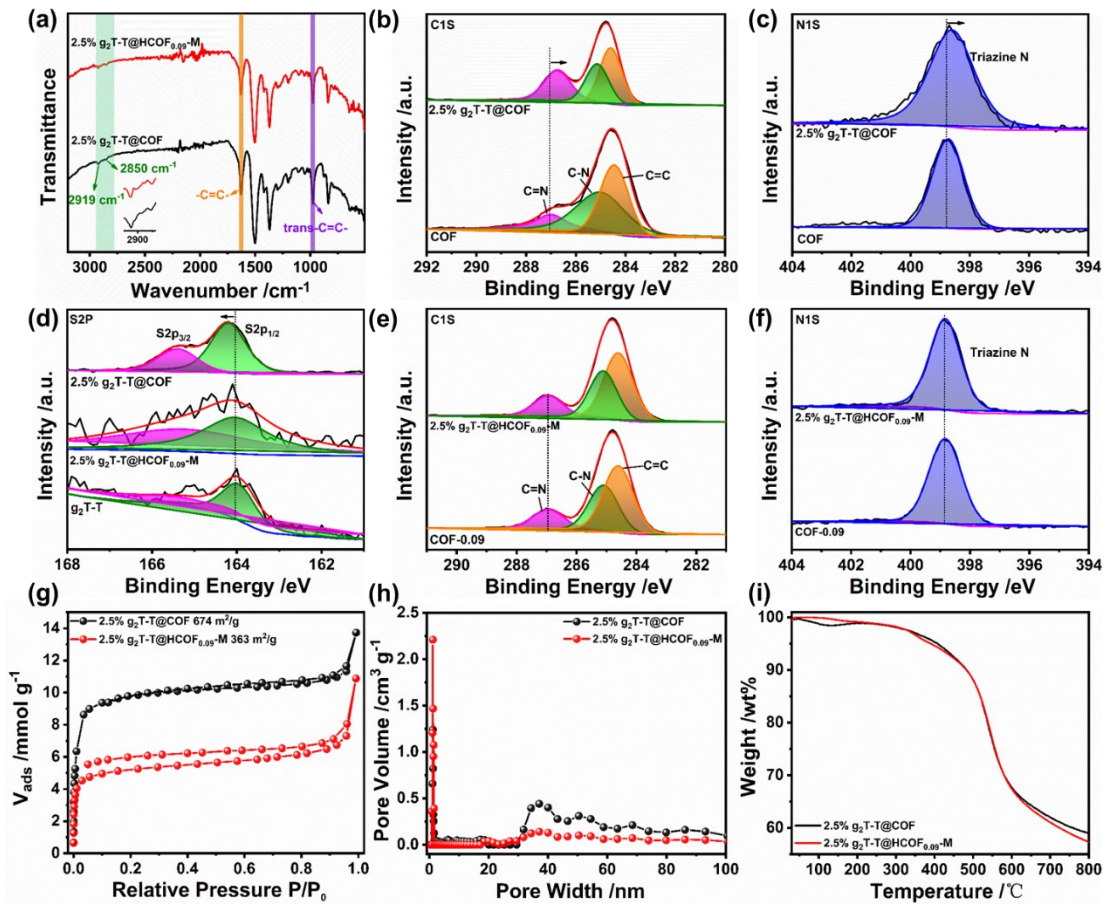 (a)
2.5% g₂T-T@HCOF₀.₀₉-M
2.5% g₂T-T@COF
2850 cm⁻¹
2919 cm⁻¹
2900
-C=C-
trans-C=C-
Transmittance
3000 2000 1500 1000
Wavenumber /cm⁻¹
(b)
C1S
2.5% g₂T-T@COF
C=N
C-N
C=C
COF
Intensity /a.u.
292 290 288 286 284 282 280
Binding Energy /eV
(c)
N1S
Triazine N
2.5% g₂T-T@COF
COF
Intensity /a.u.
404 402 400 398 396 394
Binding Energy /eV
(d)
S2P
S2p₃/₂
S2p₁/₂
2.5% g₂T-T@COF
2.5% g₂T-T@HCOF₀.₀₉-M
g₂T-T
Intensity /a.u.
168 166 164 162
Binding Energy /eV
(e)
C1S
2.5% g₂T-T@HCOF₀.₀₉-M
C=N
C-N
C=C
COF-0.09
Intensity /a.u.
290 288 286 284 282
Binding Energy /eV
(f)
N1S
Triazine N
2.5% g₂T-T@HCOF₀.₀₉-M
COF-0.09
Intensity /a.u.
404 402 400 398 396 394
Binding Energy /eV
(g)
2.5% g₂T-T@COF 674 m²/g
2.5% g₂T-T@HCOF₀.₀₉-M 363 m²/g
V_ads /mmol g⁻¹
18
16
14
12
10
8
6
4
2
0
0.0 0.2 0.4 0.6 0.8 1.0
Relative Pressure P/P₀
(h)
2.5% g₂T-T@COF
2.5% g₂T-T@HCOF₀.₀₉-M
Pore Volume /cm³ g⁻¹
2.5
2.0
1.5
1.0
0.5
0.0
0 20 40 60 80 100
Pore Width /nm
(i)
2.5% g₂T-T@COF
2.5% g₂T-T@HCOF₀.₀₉-M
Weight /wt%
100
90
80
70
60
100 200 300 400 500 600 700 800
Temperature /℃